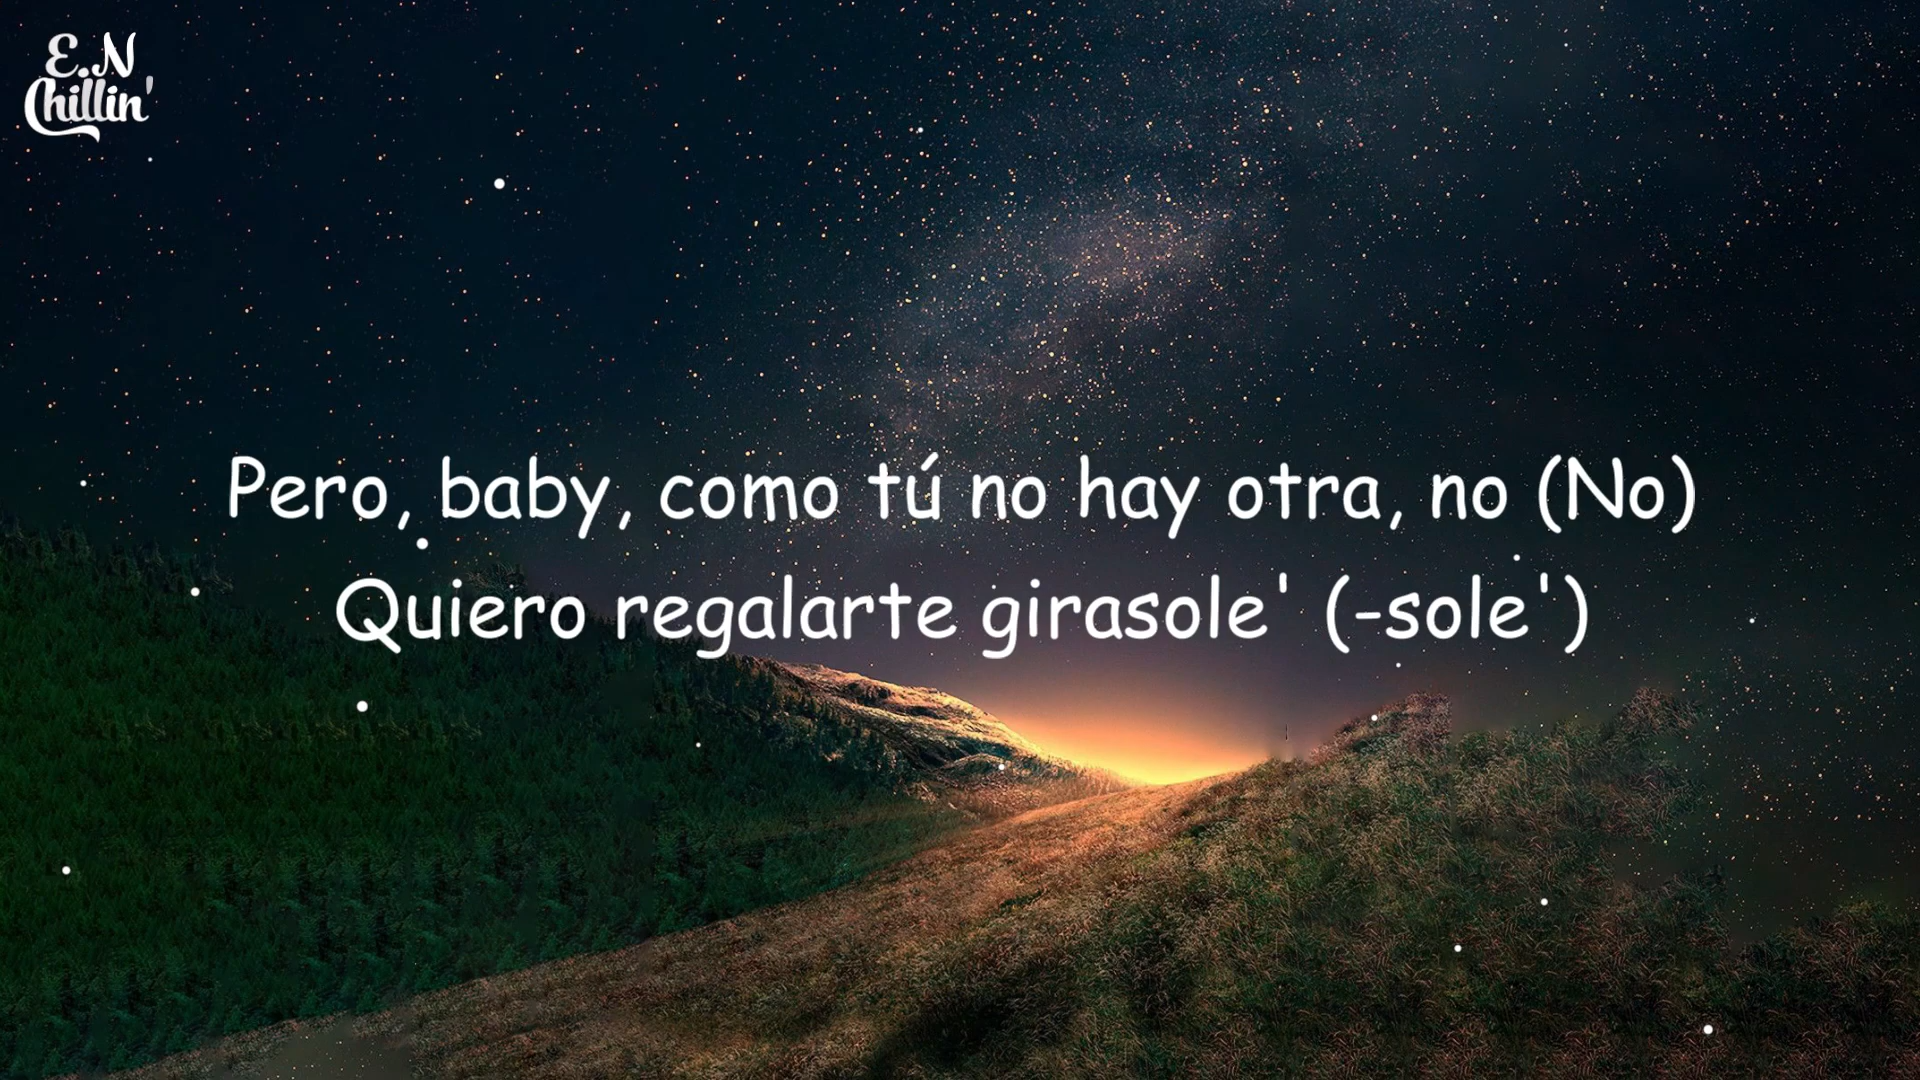 E.N
Chillin'
Pero, baby, como tú no hay otra, no (No)
Quiero regalarte girasole' (-sole')